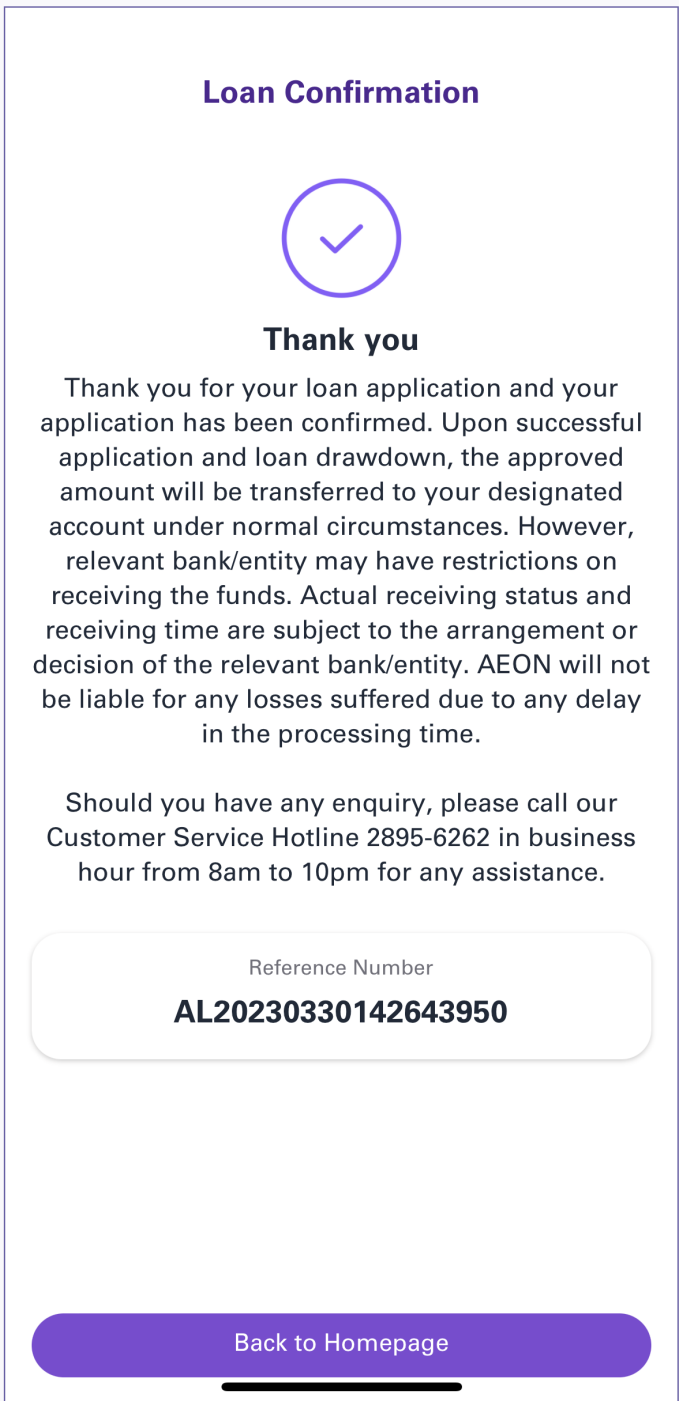 Loan Confirmation
Thank you
Thank you for your loan application and your
application has been confirmed. Upon successful
application and loan drawdown, the approved
amount will be transferred to your designated
account under normal circumstances. However,
relevant bank/entity may have restrictions on
receiving the funds. Actual receiving status and
receiving time are subject to the arrangement or
decision of the relevant bank/entity. AEON will not
be liable for any losses suffered due to any delay
in the processing time.
Should you have any enquiry, please call our
Customer Service Hotline 2895-6262 in business
hour from 8am to 10pm for any assistance.
Reference Number
AL20230330142643950
Back to Homepage